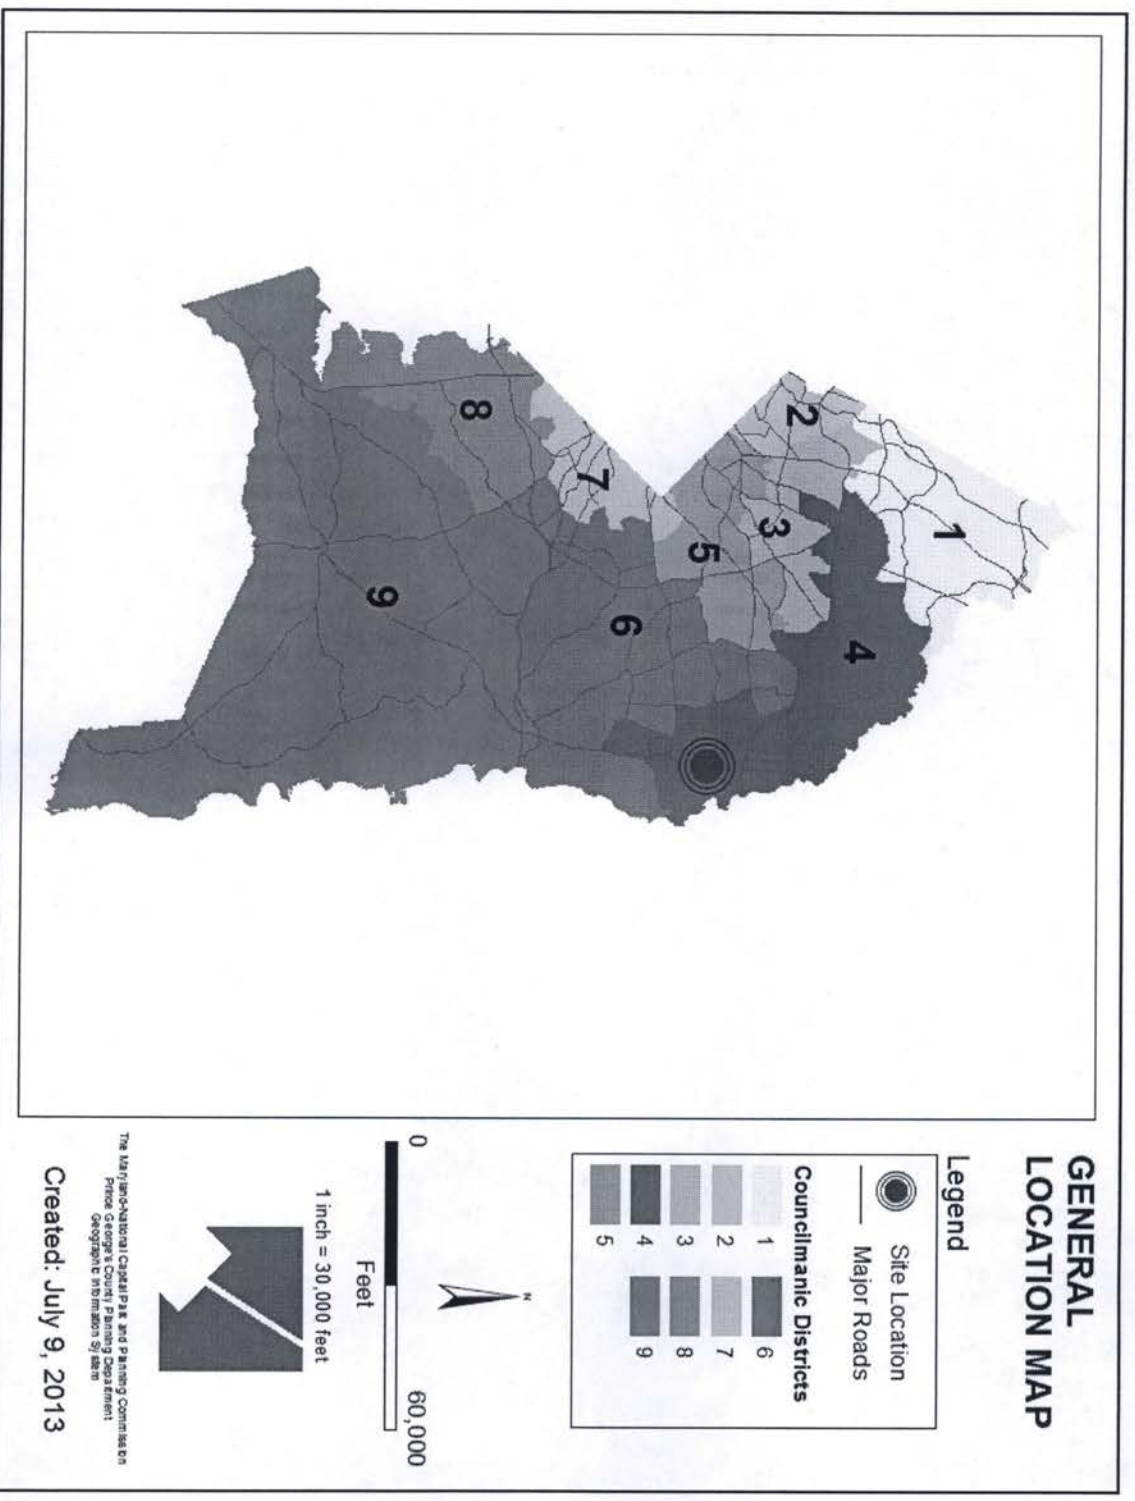 GENERAL
LOCATION MAP
Legend
Site Location
Major Roads
Councilmanic Districts
1
2
3
4
5
6
7
8
9
N
0
60,000
Feet
1 inch = 30,000 feet
The Maryland-National Capital Park and Planning Commission
Prince George's County Planning Department
Geographic Information System
Created: July 9, 2013
1
2
3
4
5
6
7
8
9